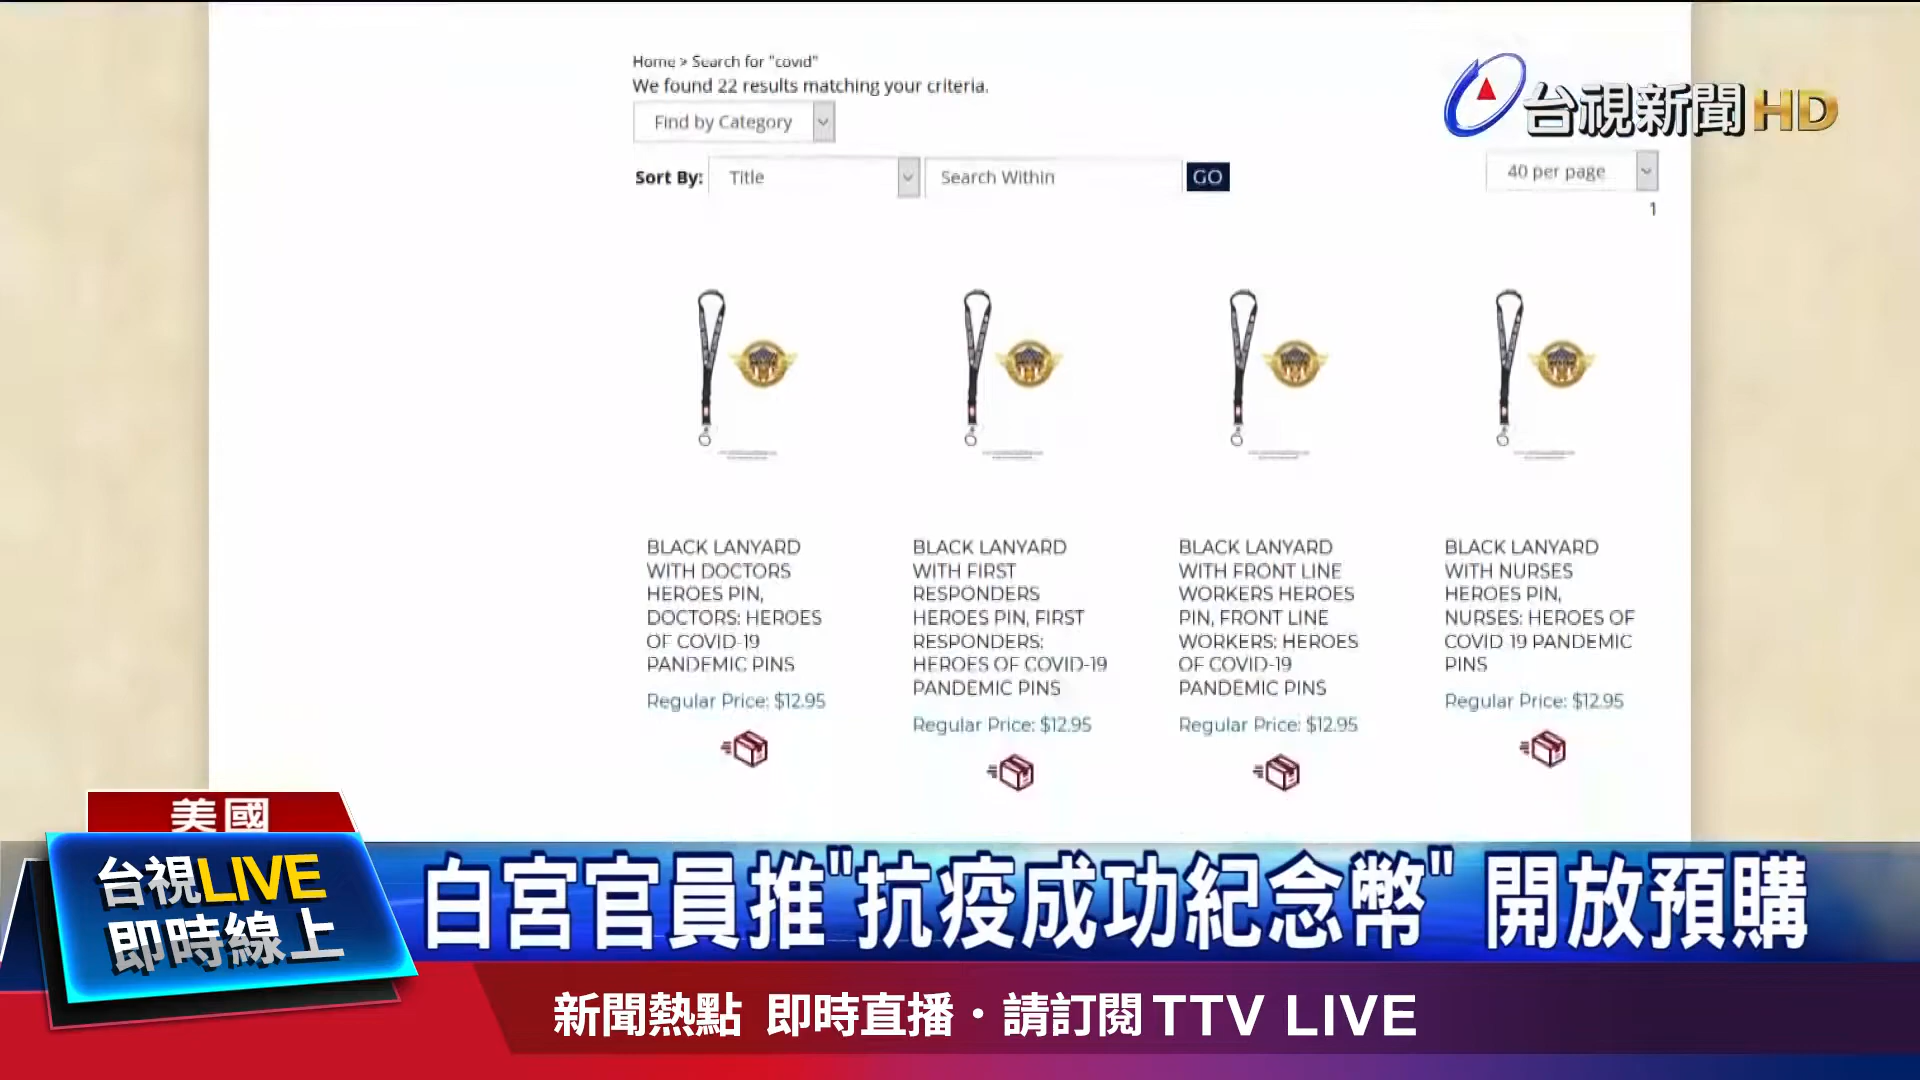 Home > Search for "covid"
We found 22 results matching your criteria.
Find by Category
台視新聞HD
Sort By: Title Search Within GO
40 per page
1
BLACK LANYARD
WITH DOCTORS
HEROES PIN,
DOCTORS: HEROES
OF COVID-19
PANDEMIC PINS
Regular Price: $12.95
BLACK LANYARD
WITH FIRST
RESPONDERS
HEROES PIN, FIRST
RESPONDERS:
HEROES OF COVID-19
PANDEMIC PINS
Regular Price: $12.95
BLACK LANYARD
WITH FRONT LINE
WORKERS HEROES
PIN, FRONT LINE
WORKERS: HEROES
OF COVID-19
PANDEMIC PINS
Regular Price: $12.95
BLACK LANYARD
WITH NURSES
HEROES PIN,
NURSES: HEROES OF
COVID 19 PANDEMIC
PINS
Regular Price: $12.95
美國
台視LIVE
即時線上
白宮官員推"抗疫成功紀念幣" 開放預購
新聞熱點 即時直播・請訂閱TTV LIVE